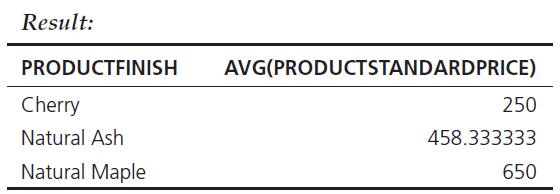 Result:
PRODUCTFINISH AVG(PRODUCTSTANDARDPRICE)
Cherry 250
Natural Ash 458.333333
Natural Maple 650